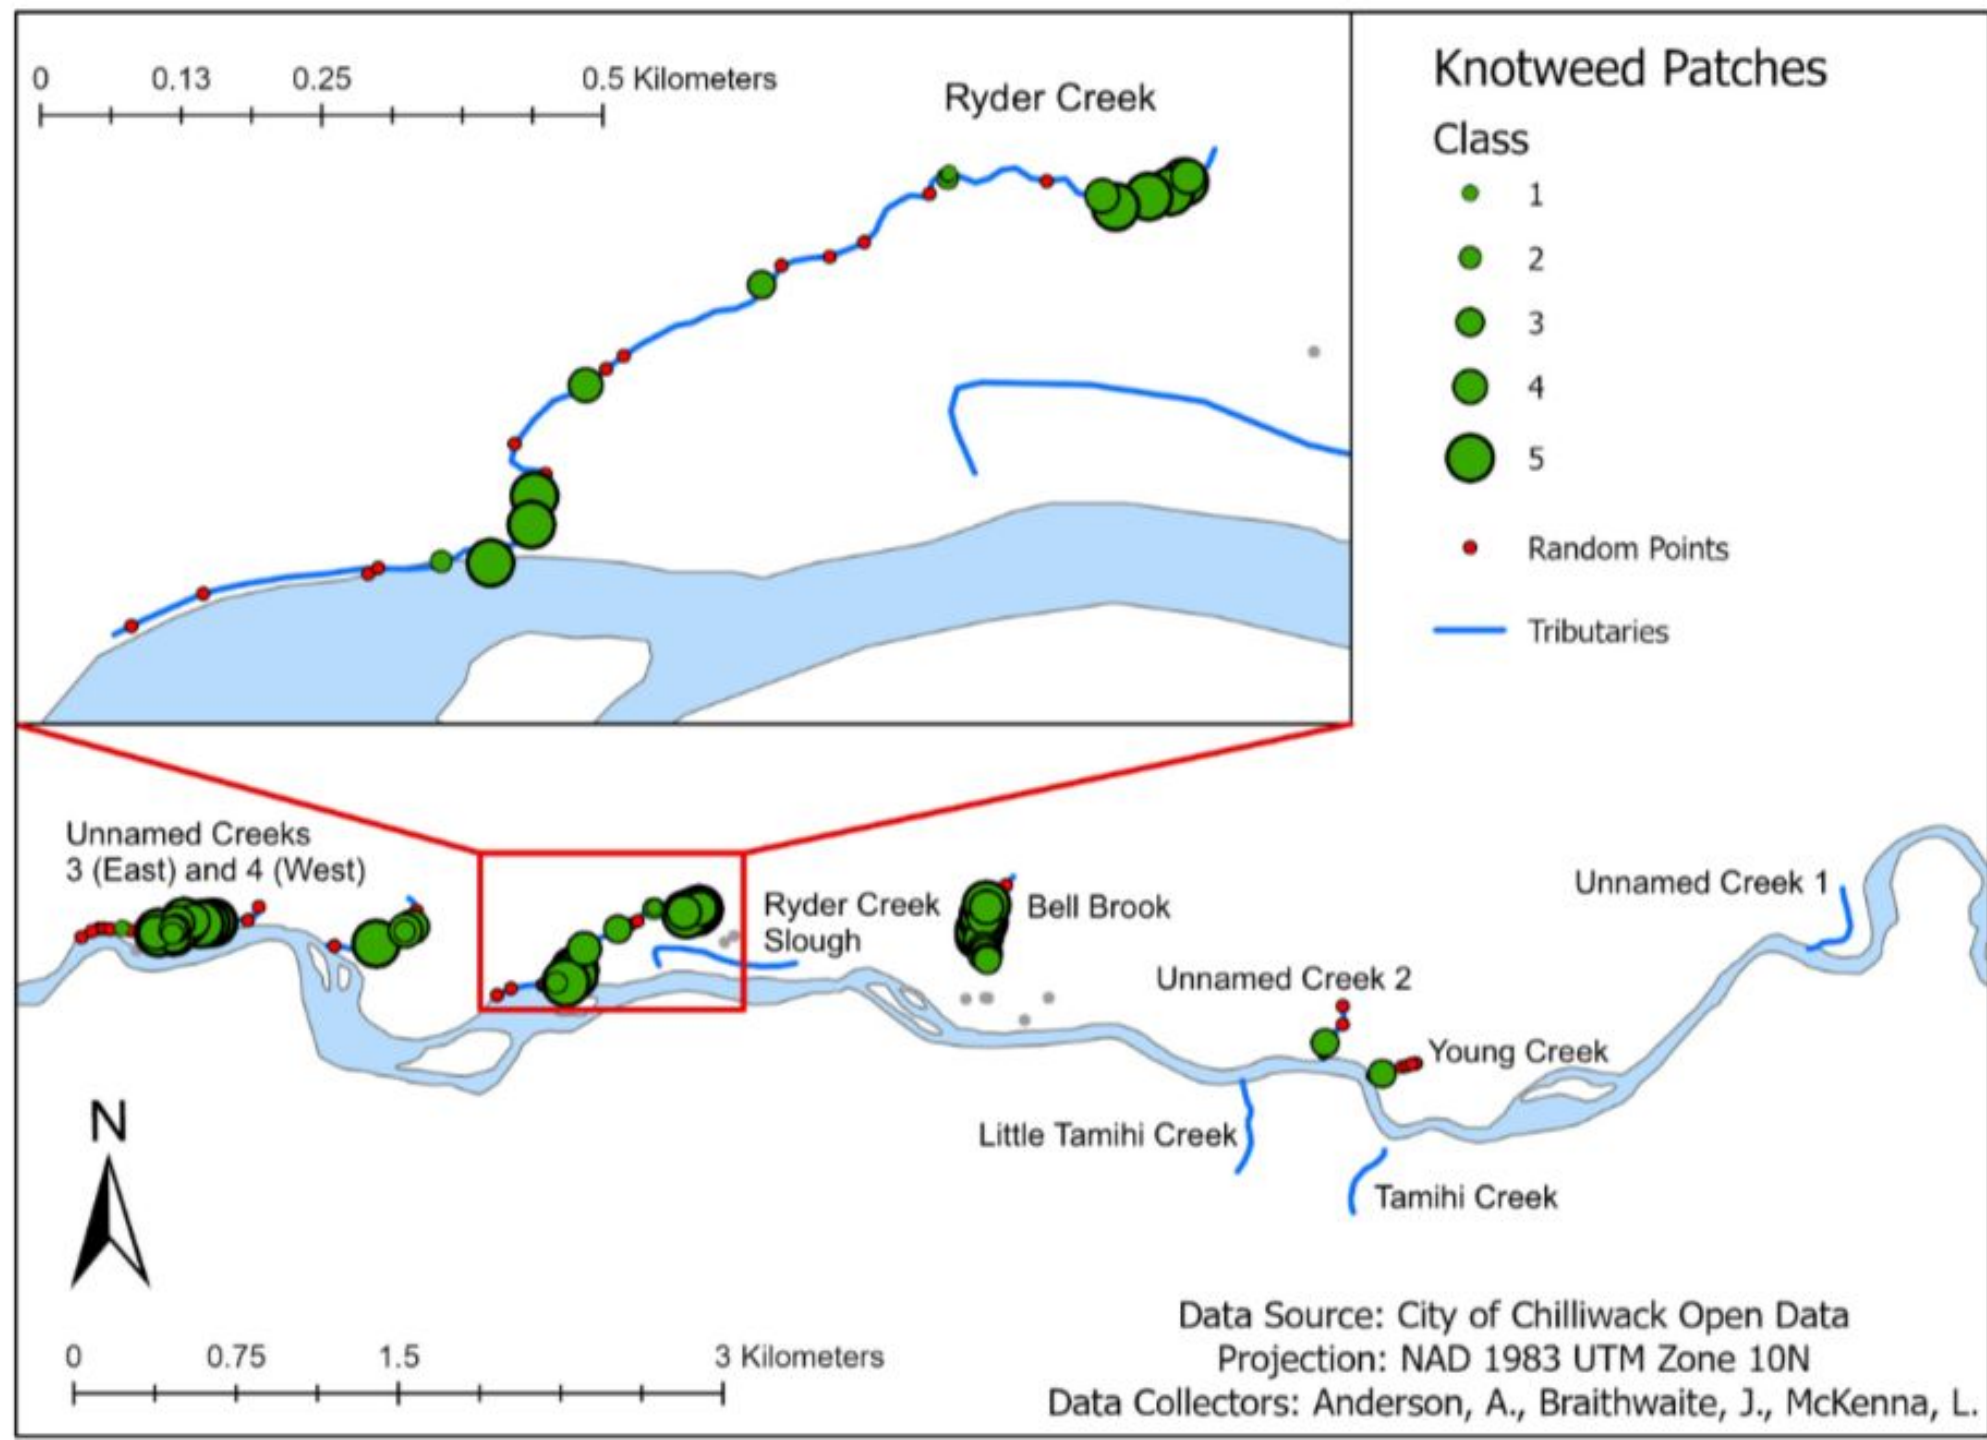 0 0.13 0.25 0.5 Kilometers
Ryder Creek
Knotweed Patches
Class
1
2
3
4
5
Random Points
Tributaries
Unnamed Creeks
3 (East) and 4 (West)
Ryder Creek
Slough
Bell Brook
Unnamed Creek 1
Unnamed Creek 2
Young Creek
Little Tamihi Creek
Tamihi Creek
N
0 0.75 1.5 3 Kilometers
Data Source: City of Chilliwack Open Data
Projection: NAD 1983 UTM Zone 10N
Data Collectors: Anderson, A., Braithwaite, J., McKenna, L.